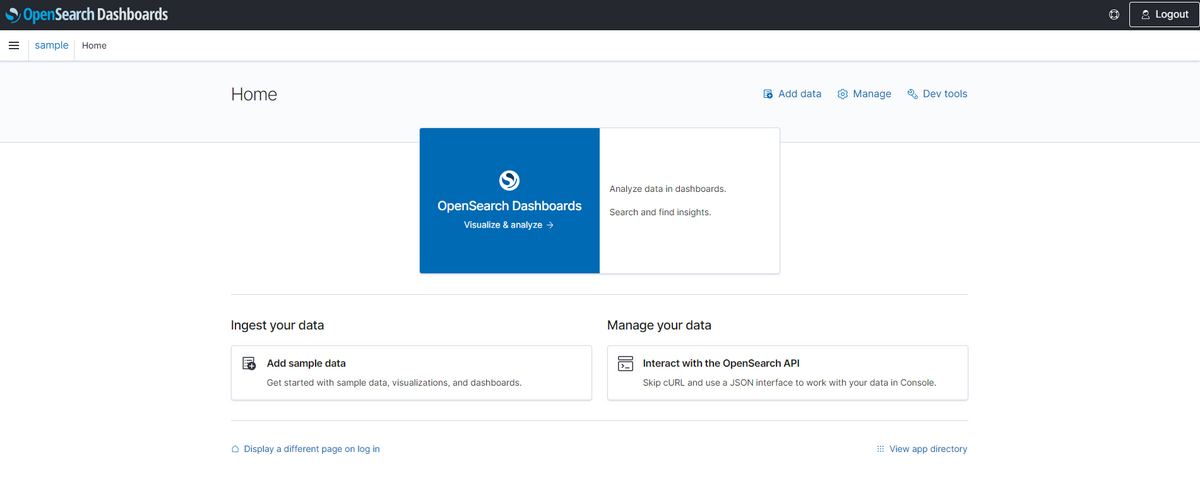 OpenSearch Dashboards
Logout
sample Home
Home
Add data Manage Dev tools
OpenSearch Dashboards
Visualize & analyze →
Analyze data in dashboards.
Search and find insights.
Ingest your data
Add sample data
Get started with sample data, visualizations, and dashboards.
Manage your data
Interact with the OpenSearch API
Skip cURL and use a JSON interface to work with your data in Console.
Display a different page on log in
View app directory